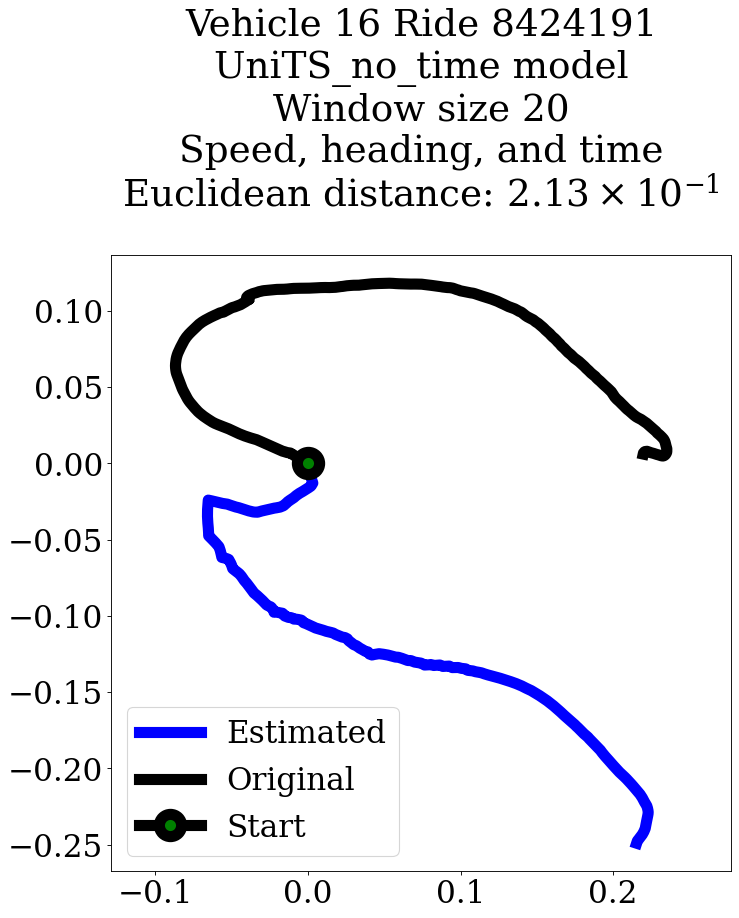 Vehicle 16 Ride 8424191
UniTS_no_time model
Window size 20
Speed, heading, and time
Euclidean distance: 2.13 × 10⁻¹
0.10
0.05
0.00
−0.05
−0.10
−0.15
−0.20
−0.25
Estimated
Original
Start
−0.1
0.0
0.1
0.2